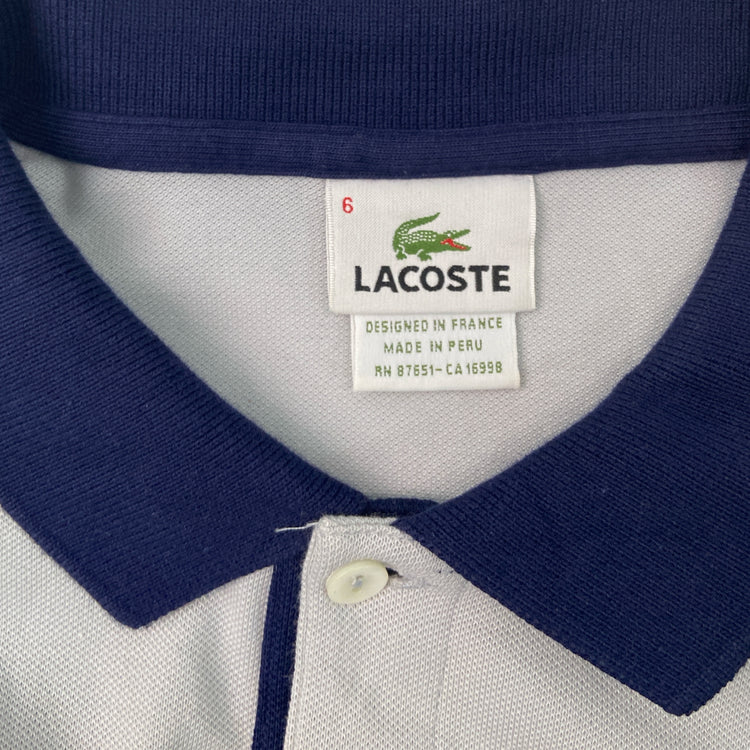 6
LACOSTE
DESIGNED IN FRANCE
MADE IN PERU
RN 87651-CA 16998